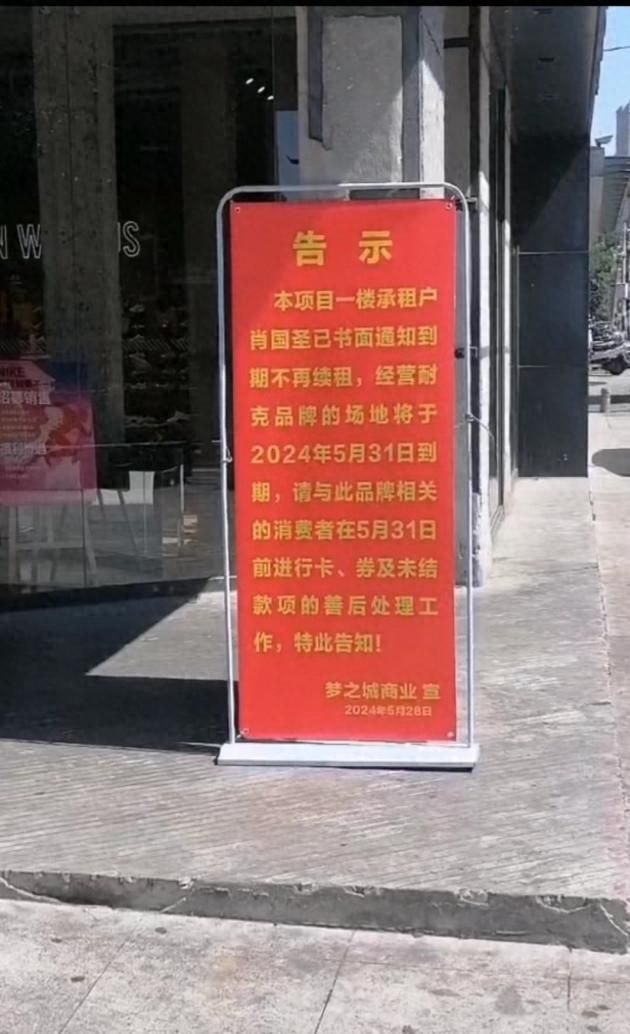 告示
本项目一楼承租户
肖国圣已书面通知到
期不再续租，经营耐
克品牌的场地将于
2024年5月31日到
期，请与此品牌相关
的消费者在5月31日
前进行卡、券及未结
款项的善后处理工
作，特此告知！
梦之城商业 宣
2024年5月28日
招募销售